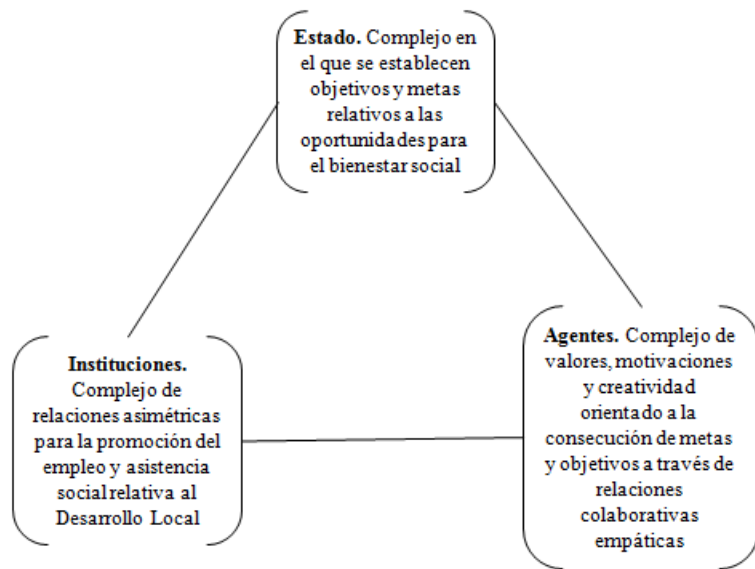 Estado. Complejo en
el que se establecen
objetivos y metas
relativos a las
oportunidades para
el bienestar social
Instituciones.
Complejo de
relaciones asimétricas
para la promoción del
empleo y asistencia
social relativa al
Desarrollo Local
Agentes. Complejo de
valores, motivaciones
y creatividad
orientado a la
consecución de metas
y objetivos a través de
relaciones
colaborativas
empáticas